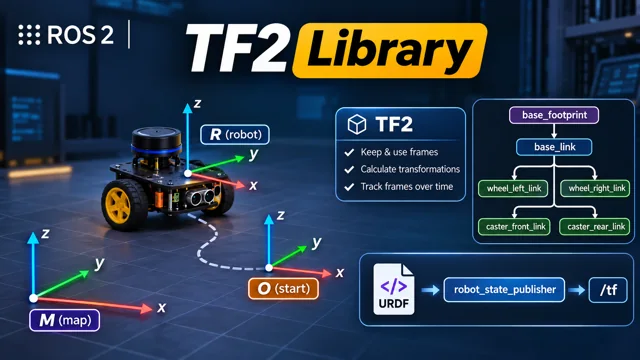 ROS 2
TF2 Library
z
R (robot)
y
x
TF2
Keep & use frames
Calculate transformations
Track frames over time
base_footprint
base_link
wheel_left_link
wheel_right_link
caster_front_link
caster_rear_link
z
y
x
M (map)
z
y
x
O (start)
</>
URDF
robot_state_publisher
/tf